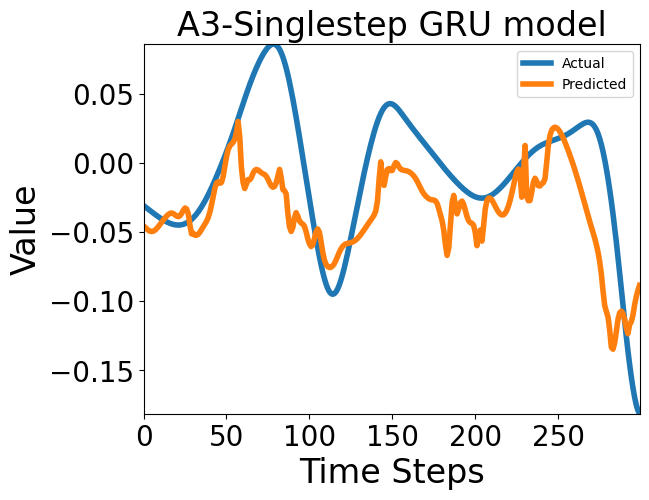 A3-Singlestep GRU model
Actual
Predicted
0.05
0.00
−0.05
−0.10
−0.15
Value
0 50 100 150 200 250
Time Steps